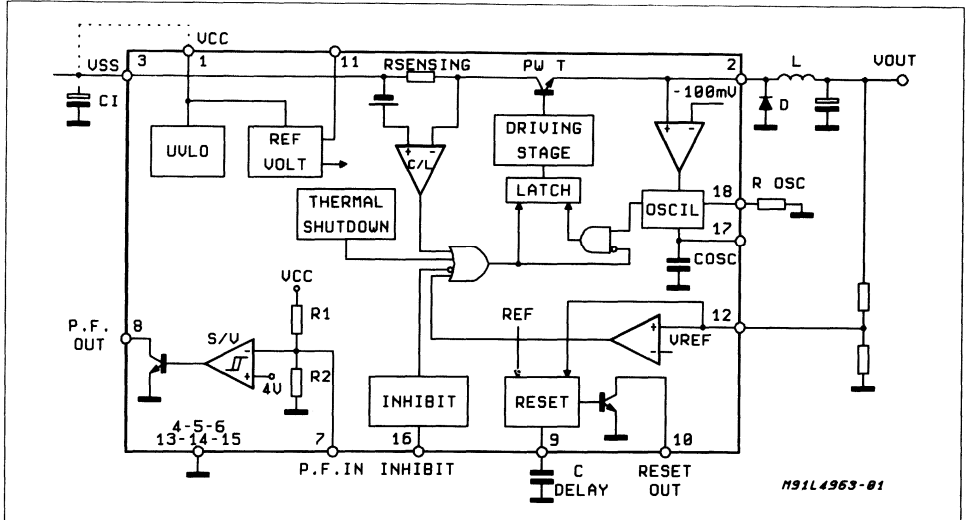 VCC
VSS 3 1 11 RSENSING PW T 2 L VOUT
CI
-100mV
D
UVLO
REF
VOLT
+ -
C/L
DRIVING
STAGE
+ -
LATCH
OSCIL
18
R OSC
17
COSC
THERMAL
SHUTDOWN
VCC
R1
P.F.
OUT
8
S/V
-
+
4V
R2
REF
+
-
VREF
12
INHIBIT
RESET
4-5-6
13-14-15
7
16
9
10
P.F.IN
INHIBIT
C
DELAY
RESET
OUT
M91L4963-01